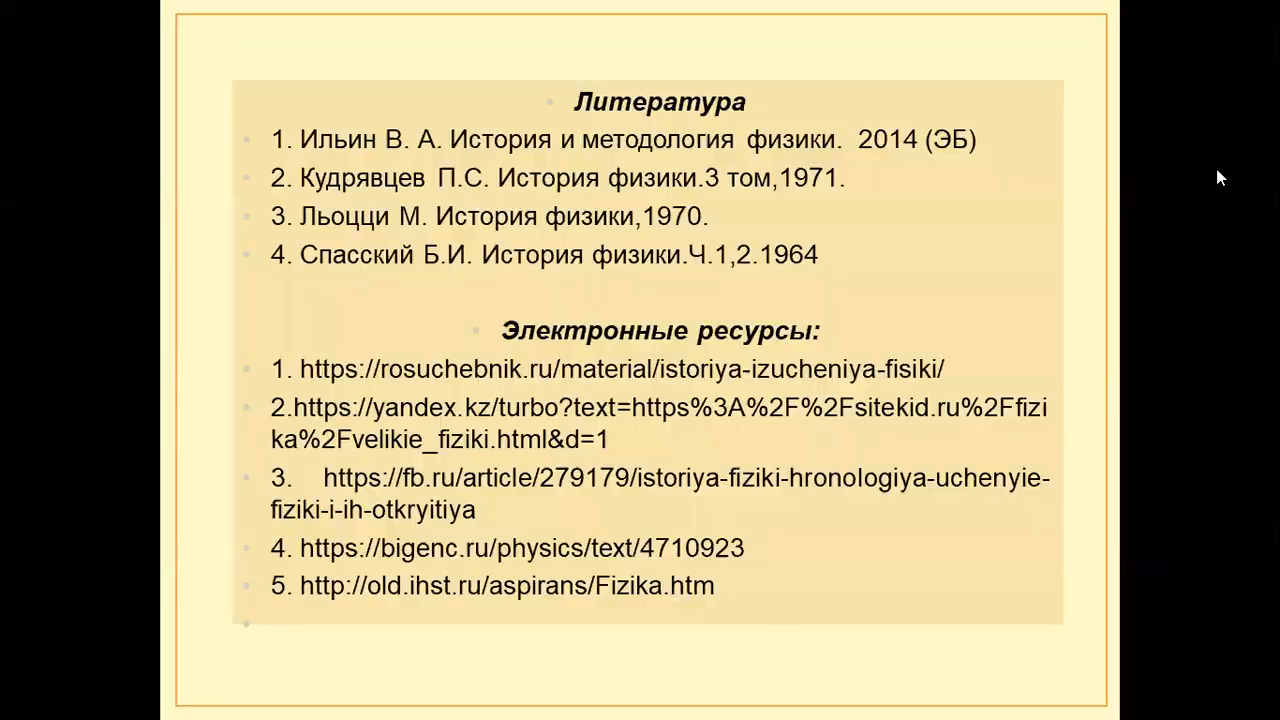 Литература
1. Ильин В. А. История и методология физики. 2014 (ЭБ)
2. Кудрявцев П.С. История физики.3 том,1971.
3. Льоцци М. История физики,1970.
4. Спасский Б.И. История физики.Ч.1,2.1964
Электронные ресурсы:
1. https://rosuchebnik.ru/material/istoriya-izucheniya-fisiki/
2.https://yandex.kz/turbo?text=https%3A%2F%2Fsitekid.ru%2Ffizi
ka%2Fvelikie_fiziki.html&d=1
3. https://fb.ru/article/279179/istoriya-fiziki-hronologiya-uchenyie-
fiziki-i-ih-otkryitiya
4. https://bigenc.ru/physics/text/4710923
5. http://old.ihst.ru/aspirans/Fizika.htm